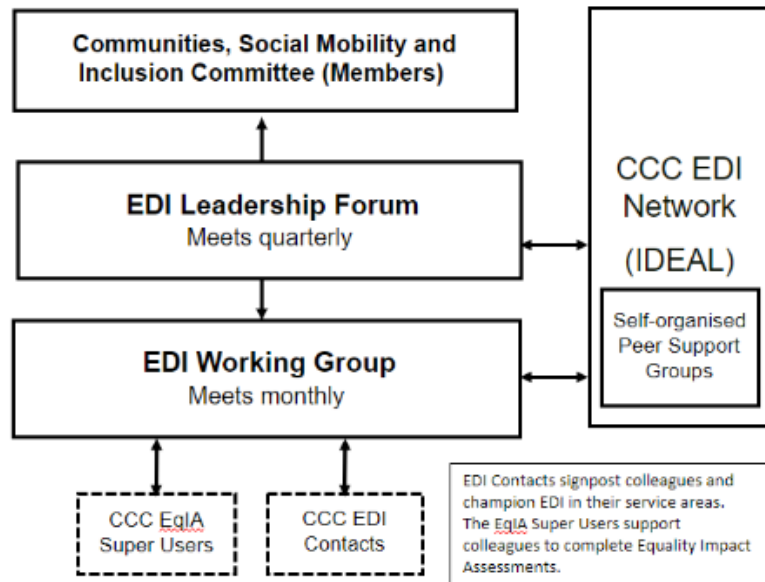 Communities, Social Mobility and
Inclusion Committee (Members)
EDI Leadership Forum
Meets quarterly
EDI Working Group
Meets monthly
CCC EqIA
Super Users
CCC EDI
Contacts
CCC EDI
Network
(IDEAL)
Self-organised
Peer Support
Groups
EDI Contacts signpost colleagues and
champion EDI in their service areas.
The EqIA Super Users support
colleagues to complete Equality Impact
Assessments.